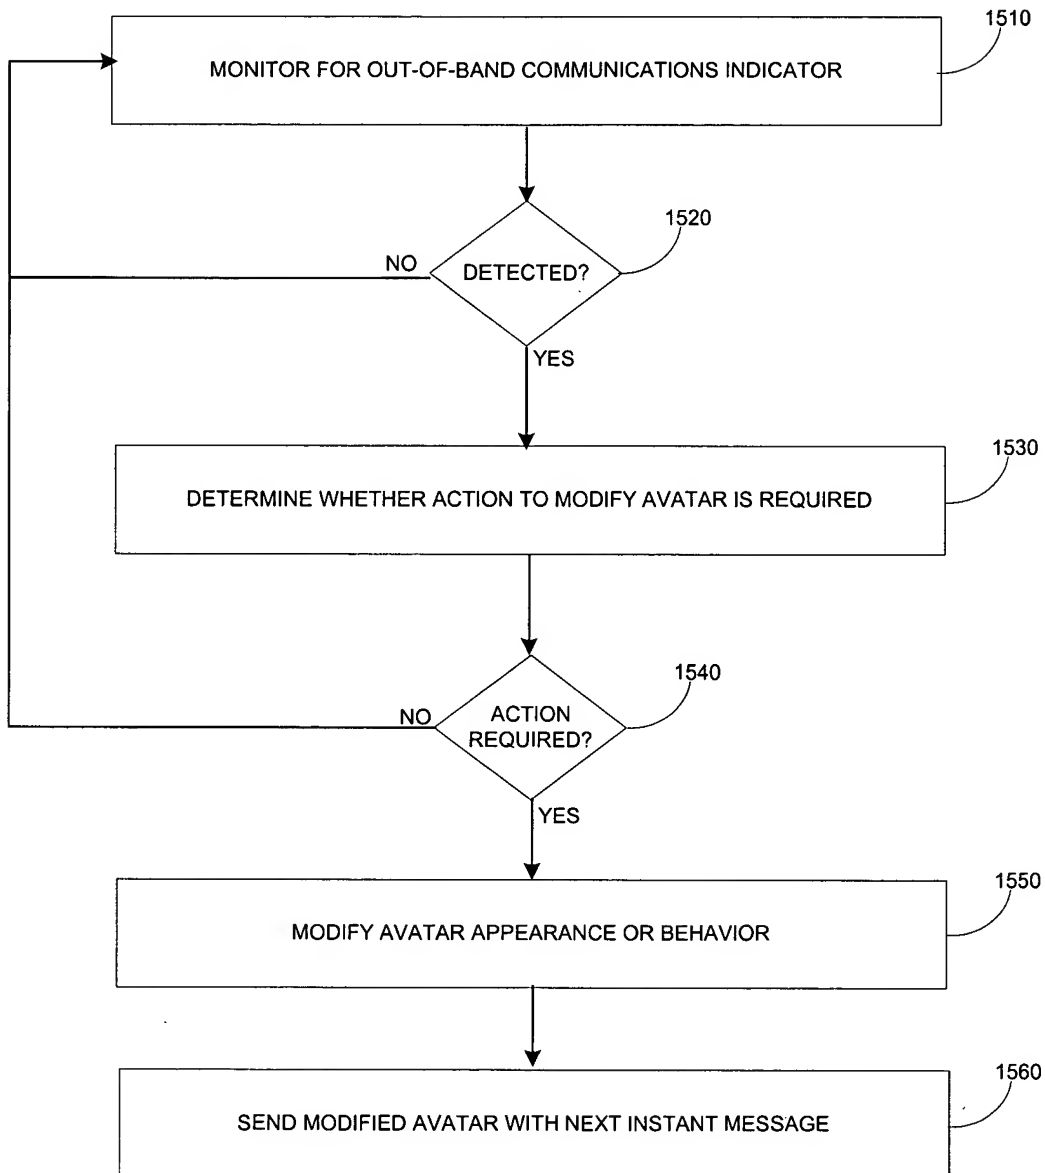 1510
MONITOR FOR OUT-OF-BAND COMMUNICATIONS INDICATOR
1520
NO
DETECTED?
YES
1530
DETERMINE WHETHER ACTION TO MODIFY AVATAR IS REQUIRED
1540
NO
ACTION
REQUIRED?
YES
1550
MODIFY AVATAR APPEARANCE OR BEHAVIOR
1560
SEND MODIFIED AVATAR WITH NEXT INSTANT MESSAGE